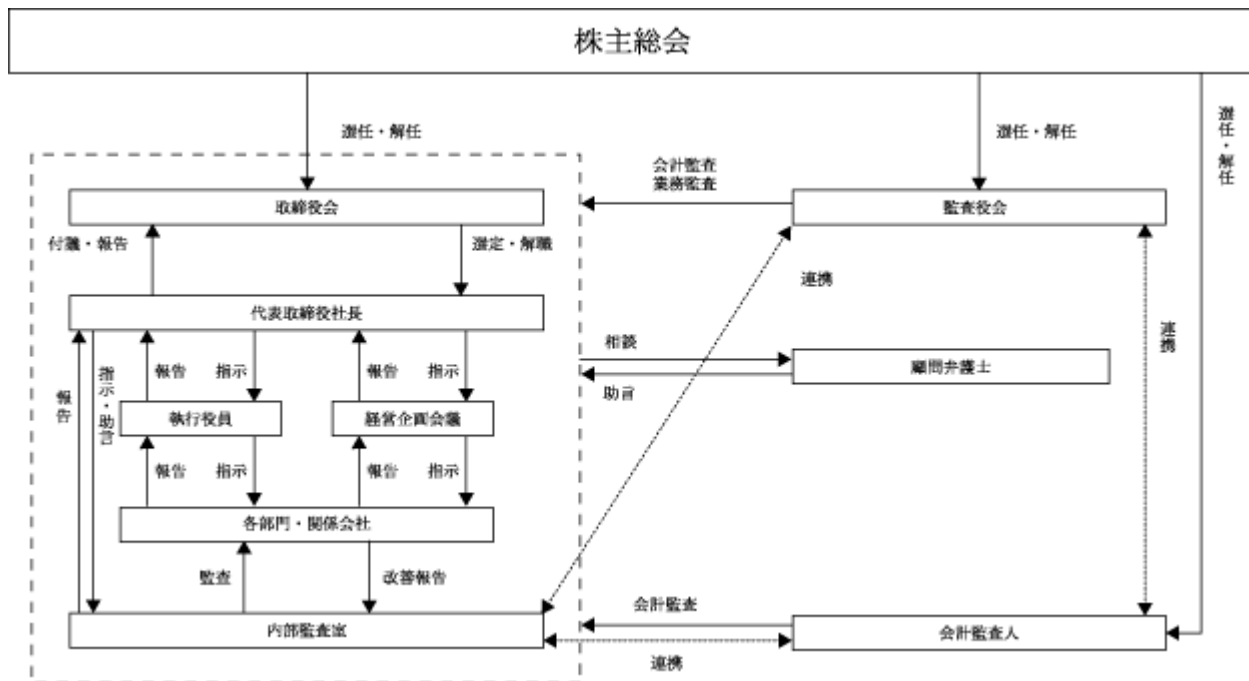 株主総会
選任・解任
選任・解任
選任・解任
会計監査
業務監査
取締役会
監査役会
付議・報告
選定・解職
連携
代表取締役社長
連携
相談
顧問弁護士
助言
報告
指示
報告
指示
報告
指示・助言
執行役員
経営企画会議
報告
指示
報告
指示
各部門・関係会社
監査
改善報告
会計監査
内部監査室
会計監査人
連携